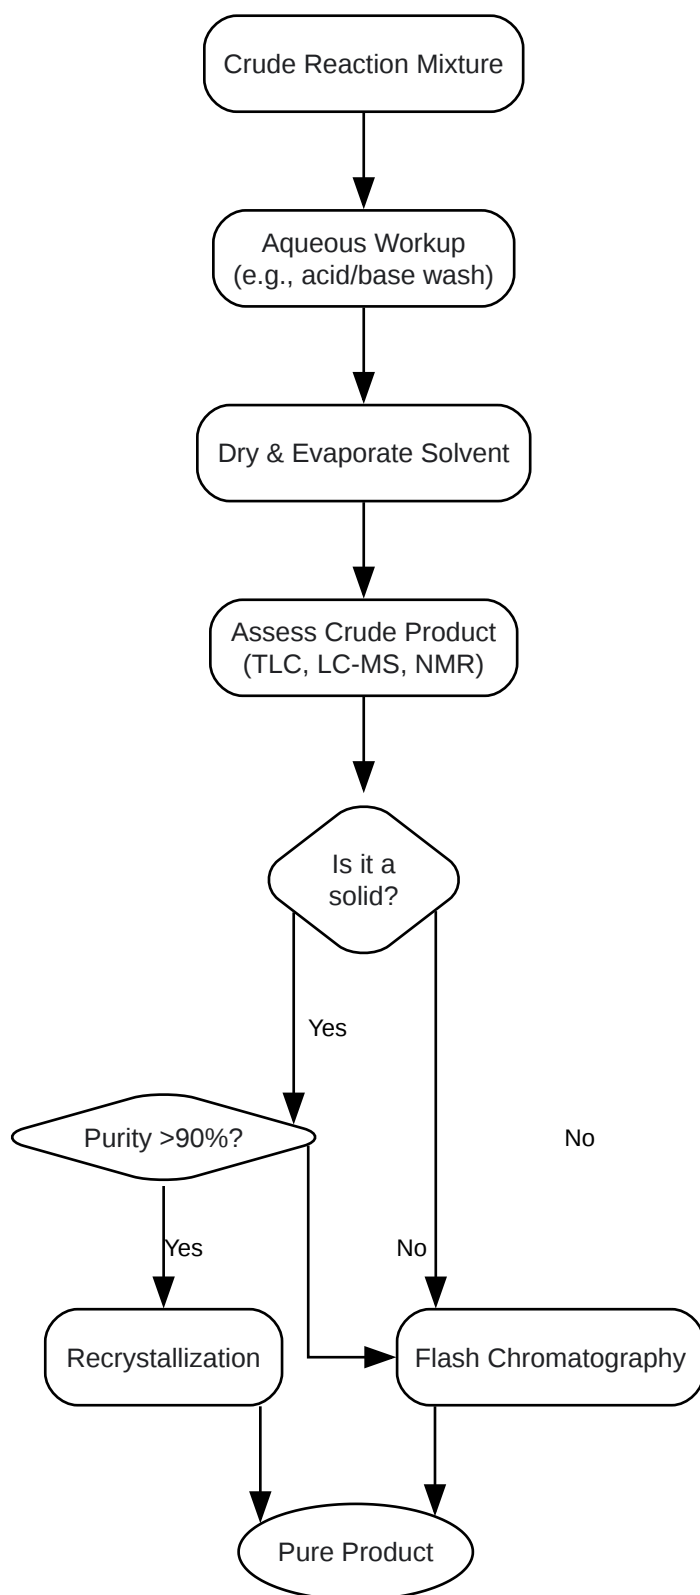 Crude Reaction Mixture
Aqueous Workup
(e.g., acid/base wash)
Dry & Evaporate Solvent
Assess Crude Product
(TLC, LC-MS, NMR)
Is it a
solid?
Yes
Purity >90%?
No
Yes
No
Recrystallization
Flash Chromatography
Pure Product